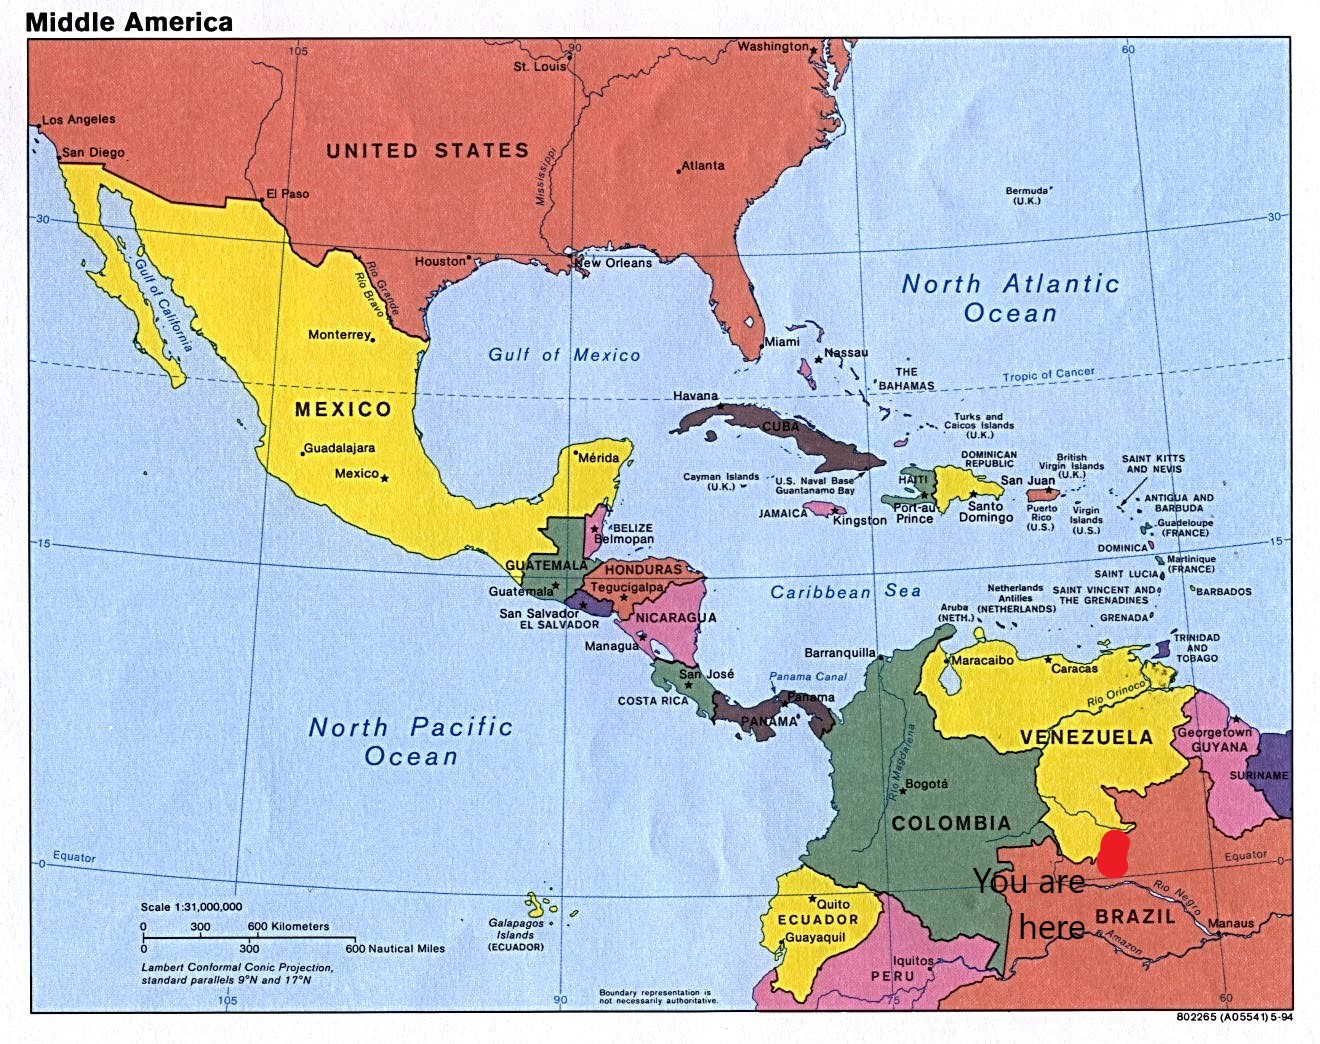 Middle America
105
90
60
Washington
St. Louis
Los Angeles
San Diego
UNITED STATES
Mississippi
Atlanta
El Paso
Bermuda
(U.K.)
30
30
Houston
New Orleans
Rio Grande
Rio Bravo
Gulf of California
North Atlantic
Ocean
Monterrey
Gulf of Mexico
Miami
Nassau
THE
BAHAMAS
Tropic of Cancer
Havana
MEXICO
CUBA
Turks and
Caicos Islands
(U.K.)
Guadalajara
Mexico
Mérida
Cayman Islands
(U.K.)
U.S. Naval Base
Guantanamo Bay
HAITI
DOMINICAN
REPUBLIC
San Juan
British
Virgin Islands
(U.K.)
SAINT KITTS
AND NEVIS
JAMAICA
Kingston
Port-au
Prince
Santo
Domingo
Puerto
Rico
(U.S.)
Virgin
Islands
(U.S.)
ANTIGUA AND
BARBUDA
Guadeloupe
(FRANCE)
15
BELIZE
Belmopan
DOMINICA
15
Martinique
(FRANCE)
GUATEMALA
HONDURAS
SAINT LUCIA
Guatemala
Tegucigalpa
Caribbean Sea
Netherlands
Antilles
(NETHERLANDS)
SAINT VINCENT AND
THE GRENADINES
BARBADOS
San Salvador
EL SALVADOR
NICARAGUA
Aruba
(NETH.)
GRENADA
Managua
Barranquilla
Maracaibo
Caracas
TRINIDAD
AND
TOBAGO
San José
COSTA RICA
Panama Canal
Panama
PANAMA
Río Orinoco
North Pacific
Ocean
Río Magdalena
VENEZUELA
Georgetown
GUYANA
SURINAME
Bogotá
COLOMBIA
0
Equator
Equator
0
You are
here
Rio Negro
BRAZIL
Manaus
Amazon
Quito
ECUADOR
Guayaquil
Galapagos
Islands
(ECUADOR)
Iquitos
PERU
Scale 1:31,000,000
0 300 600 Kilometers
0 300 600 Nautical Miles
Lambert Conformal Conic Projection,
standard parallels 9°N and 17°N
Boundary representation is
not necessarily authoritative.
105
90
75
60
802265 (A05541) 5-94